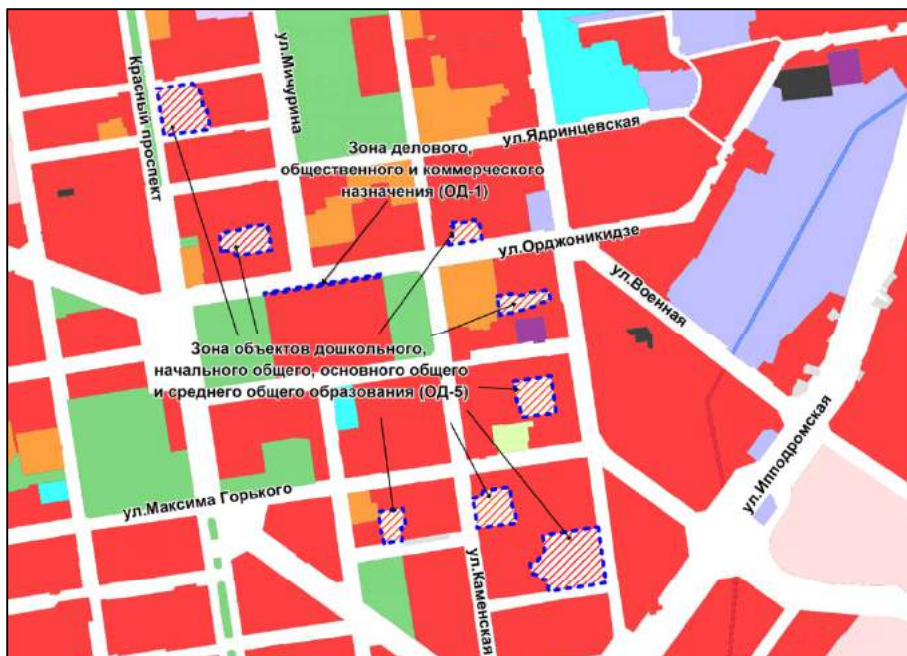 Красный проспект
ул.Мичурина
ул.Ядринцевская
Зона делового,
общественного и коммерческого
назначения (ОД-1)
ул.Орджоникидзе
ул.Военная
Зона объектов дошкольного,
начального общего, основного общего
и среднего общего образования (ОД-5)
ул.Ипподромская
ул.Максима Горького
ул.Каменская